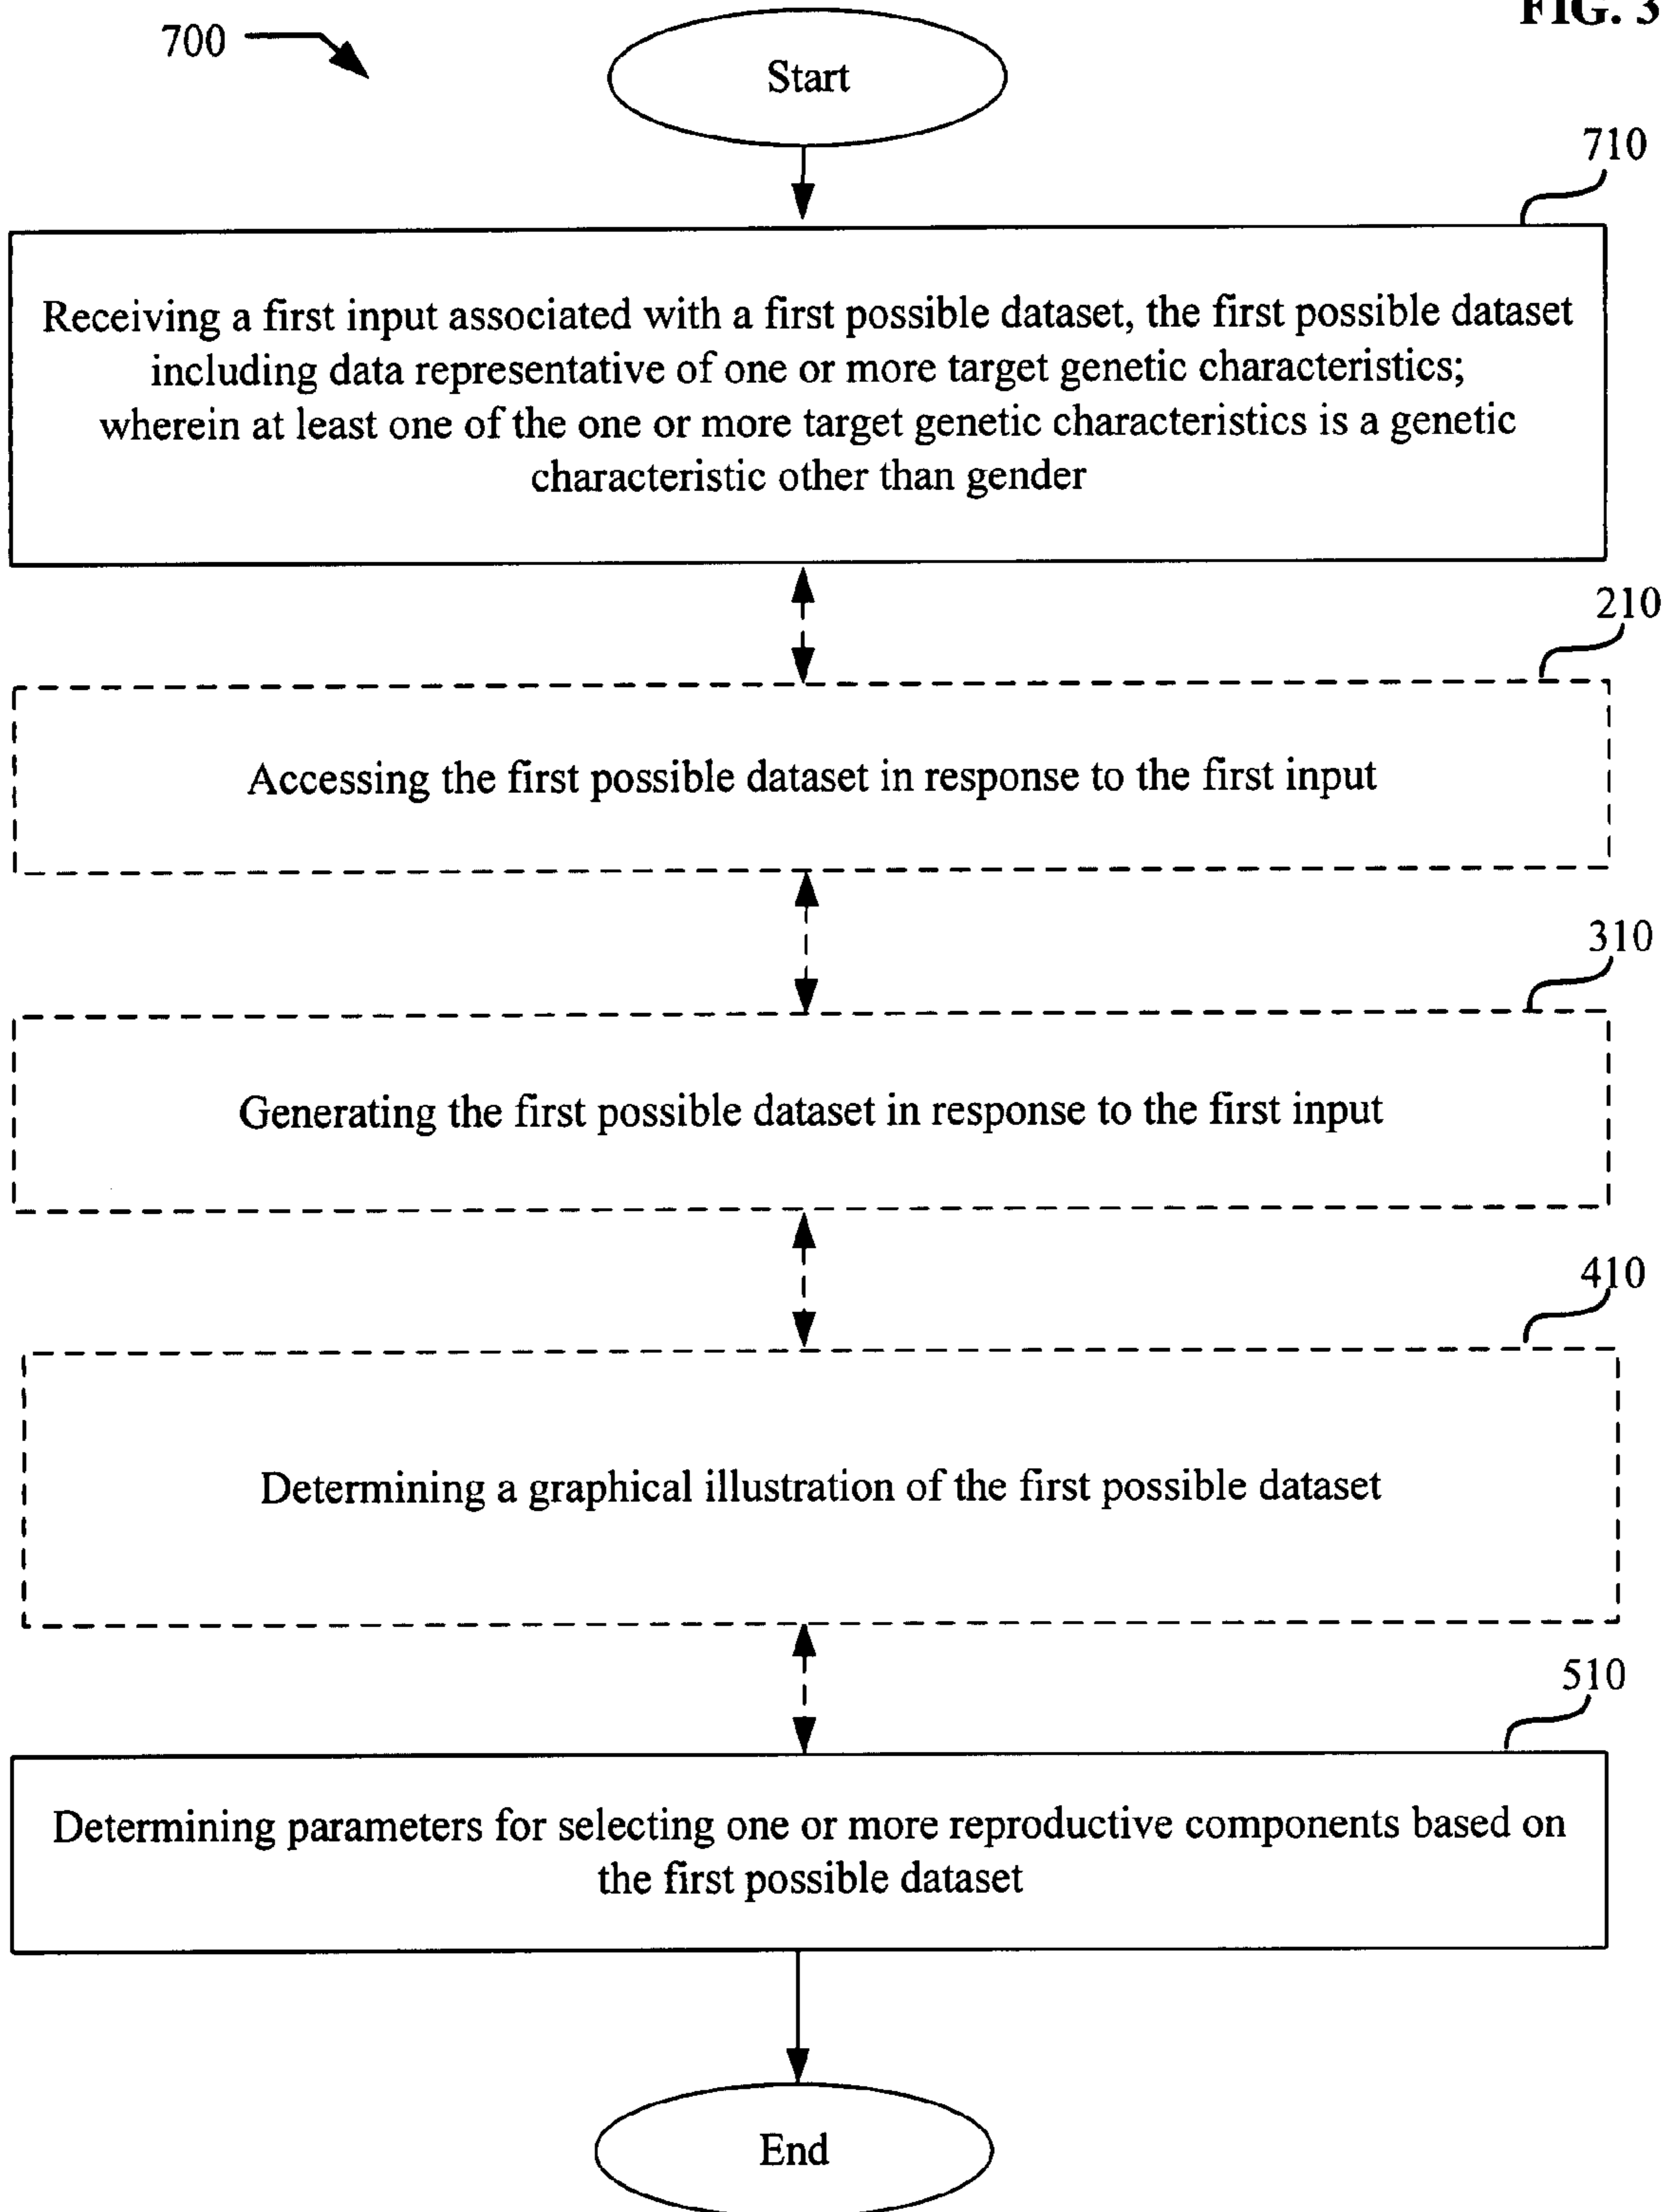 FIG. 3
700
Start
710
Receiving a first input associated with a first possible dataset, the first possible dataset
including data representative of one or more target genetic characteristics;
wherein at least one of the one or more target genetic characteristics is a genetic
characteristic other than gender
210
Accessing the first possible dataset in response to the first input
310
Generating the first possible dataset in response to the first input
410
Determining a graphical illustration of the first possible dataset
510
Determining parameters for selecting one or more reproductive components based on
the first possible dataset
End